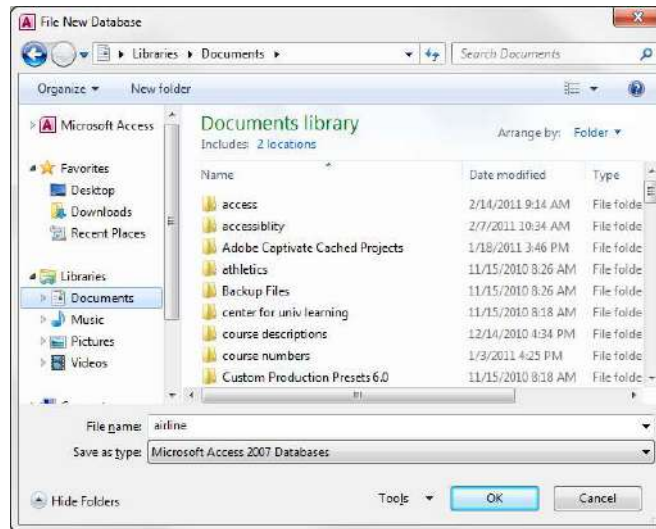 File New Database
Libraries ▸ Documents ▸
Search Documents
Organize ▾ New folder
Microsoft Access
Favorites
Desktop
Downloads
Recent Places
Libraries
Documents
Music
Pictures
Videos
Documents library
Includes: 2 locations
Arrange by: Folder ▾
Name Date modified Type
access 2/14/2011 9:14 AM File folde
accessiblity 2/7/2011 10:34 AM File folde
Adobe Captivate Cached Projects 1/18/2011 3:46 PM File folde
athletics 11/15/2010 8:26 AM File folde
Backup Files 11/15/2010 8:26 AM File folde
center for univ learning 11/15/2010 8:18 AM File folde
course descriptions 12/14/2010 4:34 PM File folde
course numbers 1/3/2011 4:25 PM File folde
Custom Production Presets 6.0 11/15/2010 8:18 AM File folde
File name: airline
Save as type: Microsoft Access 2007 Databases
Hide Folders
Tools ▾ OK Cancel